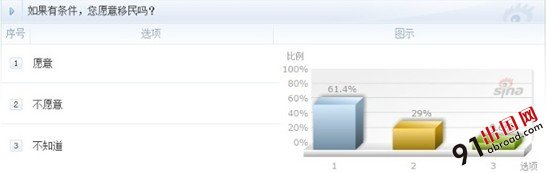 如果有条件，您愿意移民吗？
序号 选项 图示
1 愿意
2 不愿意
3 不知道
比例
100%
80%
60%
40%
20%
0%
61.4%
29%
1 2 3 选项
sina
91出国网
91abroad.com